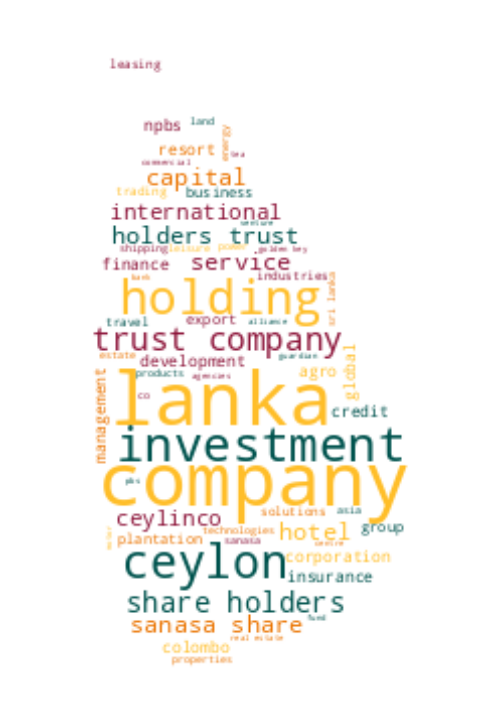 leasing
npbs land
resort energy
commercial tea
capital
trading business
international
venture
holders trust
shipping leisure power golden key
finance service
bank industries
holding sri lanka
travel export alliance
trust company
estate guardian
development
products agencies agro global
management
lanka
co credit
investment
company
pbs
solutions asia
ceylinco group
technologies hotel
plantation sanasa centre
ceylon corporation
insurance
share holders
fund
sanasa share
real estate
colombo
properties